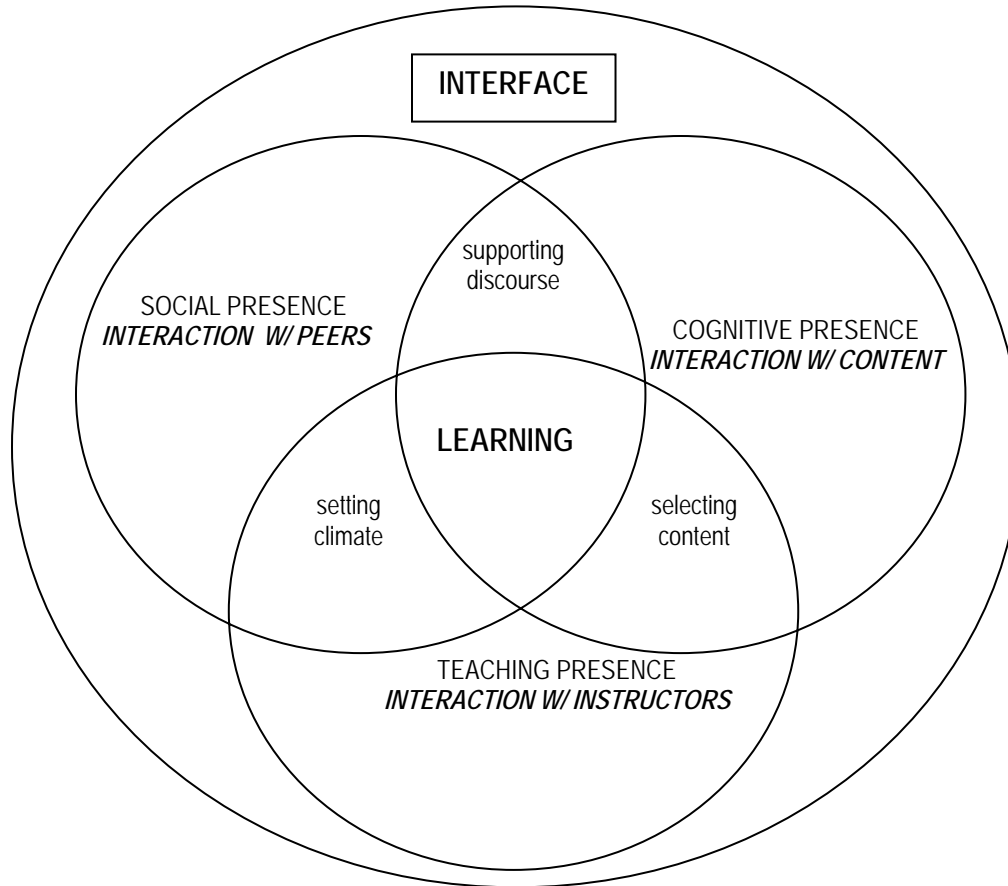 INTERFACE
supporting
discourse
SOCIAL PRESENCE
INTERACTION W/ PEERS
COGNITIVE PRESENCE
INTERACTION W/ CONTENT
LEARNING
setting
climate
selecting
content
TEACHING PRESENCE
INTERACTION W/ INSTRUCTORS